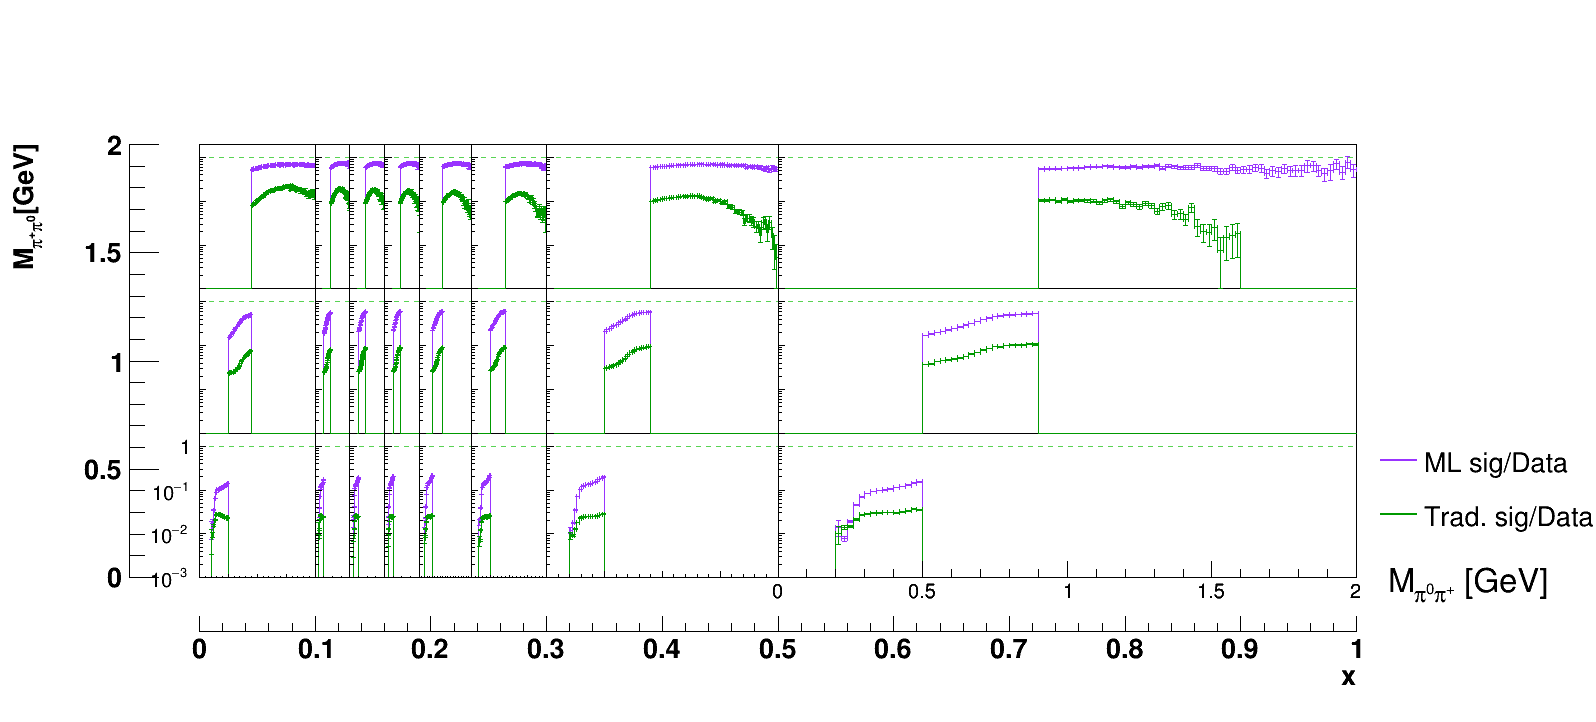 M π⁺π⁰ [GeV]
2
1.5
1
0.5
0
1
10⁻¹
10⁻²
10⁻³
0 0.5 1 1.5 2
M π⁰π⁺ [GeV]
0 0.1 0.2 0.3 0.4 0.5 0.6 0.7 0.8 0.9 1
x
ML sig/Data
Trad. sig/Data